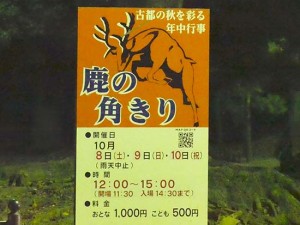 古都の秋を彩る
年中行事
鹿の
角きり
●開催日
10月
8日(土)・9日(日)・10日(祝)
(雨天中止)
●時間
12:00〜15:00
(開場11:30 入場14:30まで)
●料金
おとな 1,000円 こども 500円